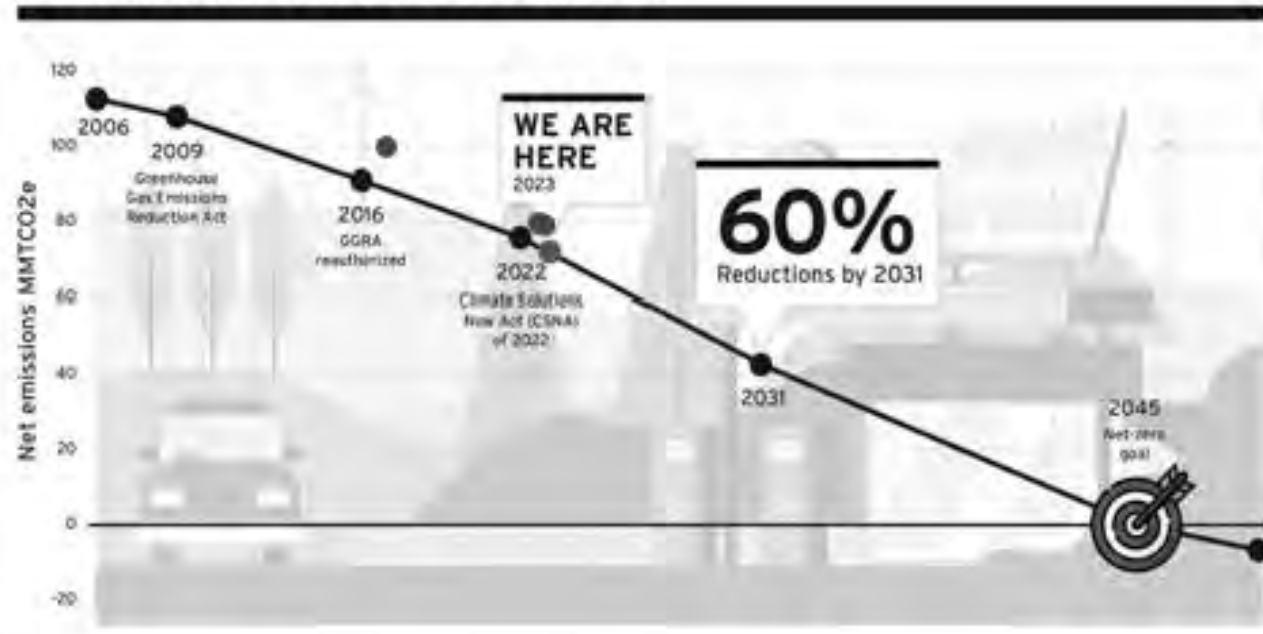 120
100
80
60
40
20
0
-20
Net emissions MMTCO2e
2006
2009
Greenhouse
Gas Emissions
Reduction Act
2016
GGRA
reauthorized
WE ARE
HERE
2023
2022
Climate Solutions
Now Act (CSNA)
of 2022
60%
Reductions by 2031
2031
2045
Net-zero
goal